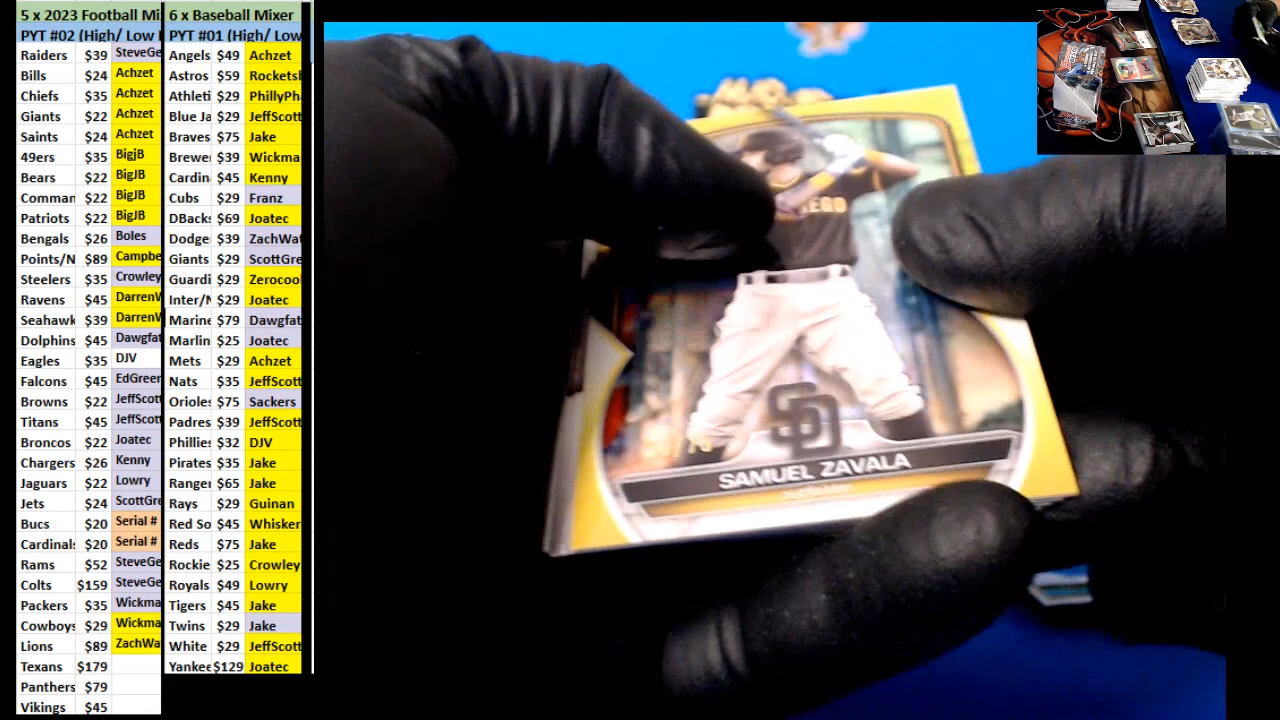 5 x 2023 Football Mi
PYT #02 (High/ Low
Raiders $39 SteveGe
Bills $24 Achzet
Chiefs $35 Achzet
Giants $22 Achzet
Saints $24 Achzet
49ers $35 BigjB
Bears $22 BigJB
Comman $22 BigJB
Patriots $22 BigJB
Bengals $26 Boles
Points/N $89 Campbe
Steelers $35 Crowley
Ravens $45 DarrenW
Seahawk $39 DarrenW
Dolphins $45 Dawgfat
Eagles $35 DJV
Falcons $45 EdGreer
Browns $22 JeffScott
Titans $45 JeffScott
Broncos $22 Joatec
Chargers $26 Kenny
Jaguars $22 Lowry
Jets $24 ScottGre
Bucs $20 Serial #
Cardinals $20 Serial #
Rams $52 SteveGe
Colts $159 SteveGe
Packers $35 Wickma
Cowboys $29 Wickma
Lions $89 ZachWa
Texans $179
Panthers $79
Vikings $45
6 x Baseball Mixer
PYT #01 (High/ Low
Angels $49 Achzet
Astros $59 Rocketsb
Athleti $29 PhillyPha
Blue Ja $29 JeffScott
Braves $75 Jake
Brewe $39 Wickma
Cardin $45 Kenny
Cubs $29 Franz
DBacks $69 Joatec
Dodge $39 ZachWat
Giants $29 ScottGre
Guardi $29 Zerocool
Inter/N $29 Joatec
Marine $79 Dawgfat
Marlin $25 Joatec
Mets $29 Achzet
Nats $35 JeffScott
Orioles $75 Sackers
Padres $39 JeffScott
Phillies $32 DJV
Pirates $35 Jake
Ranger $65 Jake
Rays $29 Guinan
Red So $45 Whisker
Reds $75 Jake
Rockie $25 Crowley
Royals $49 Lowry
Tigers $45 Jake
Twins $29 Jake
White $29 JeffScott
Yankee $129 Joatec
EGO
SD
SAMUEL ZAVALA